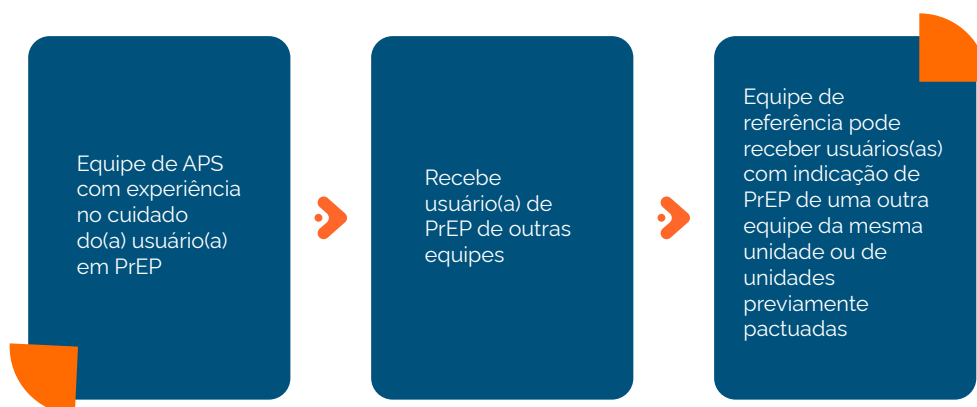 Equipe de APS
com experiência
no cuidado
do(a) usuário(a)
em PrEP
Recebe
usuário(a) de
PrEP de outras
equipes
Equipe de
referência pode
receber usuários(as)
com indicação de
PrEP de uma outra
equipe da mesma
unidade ou de
unidades
previamente
pactuadas